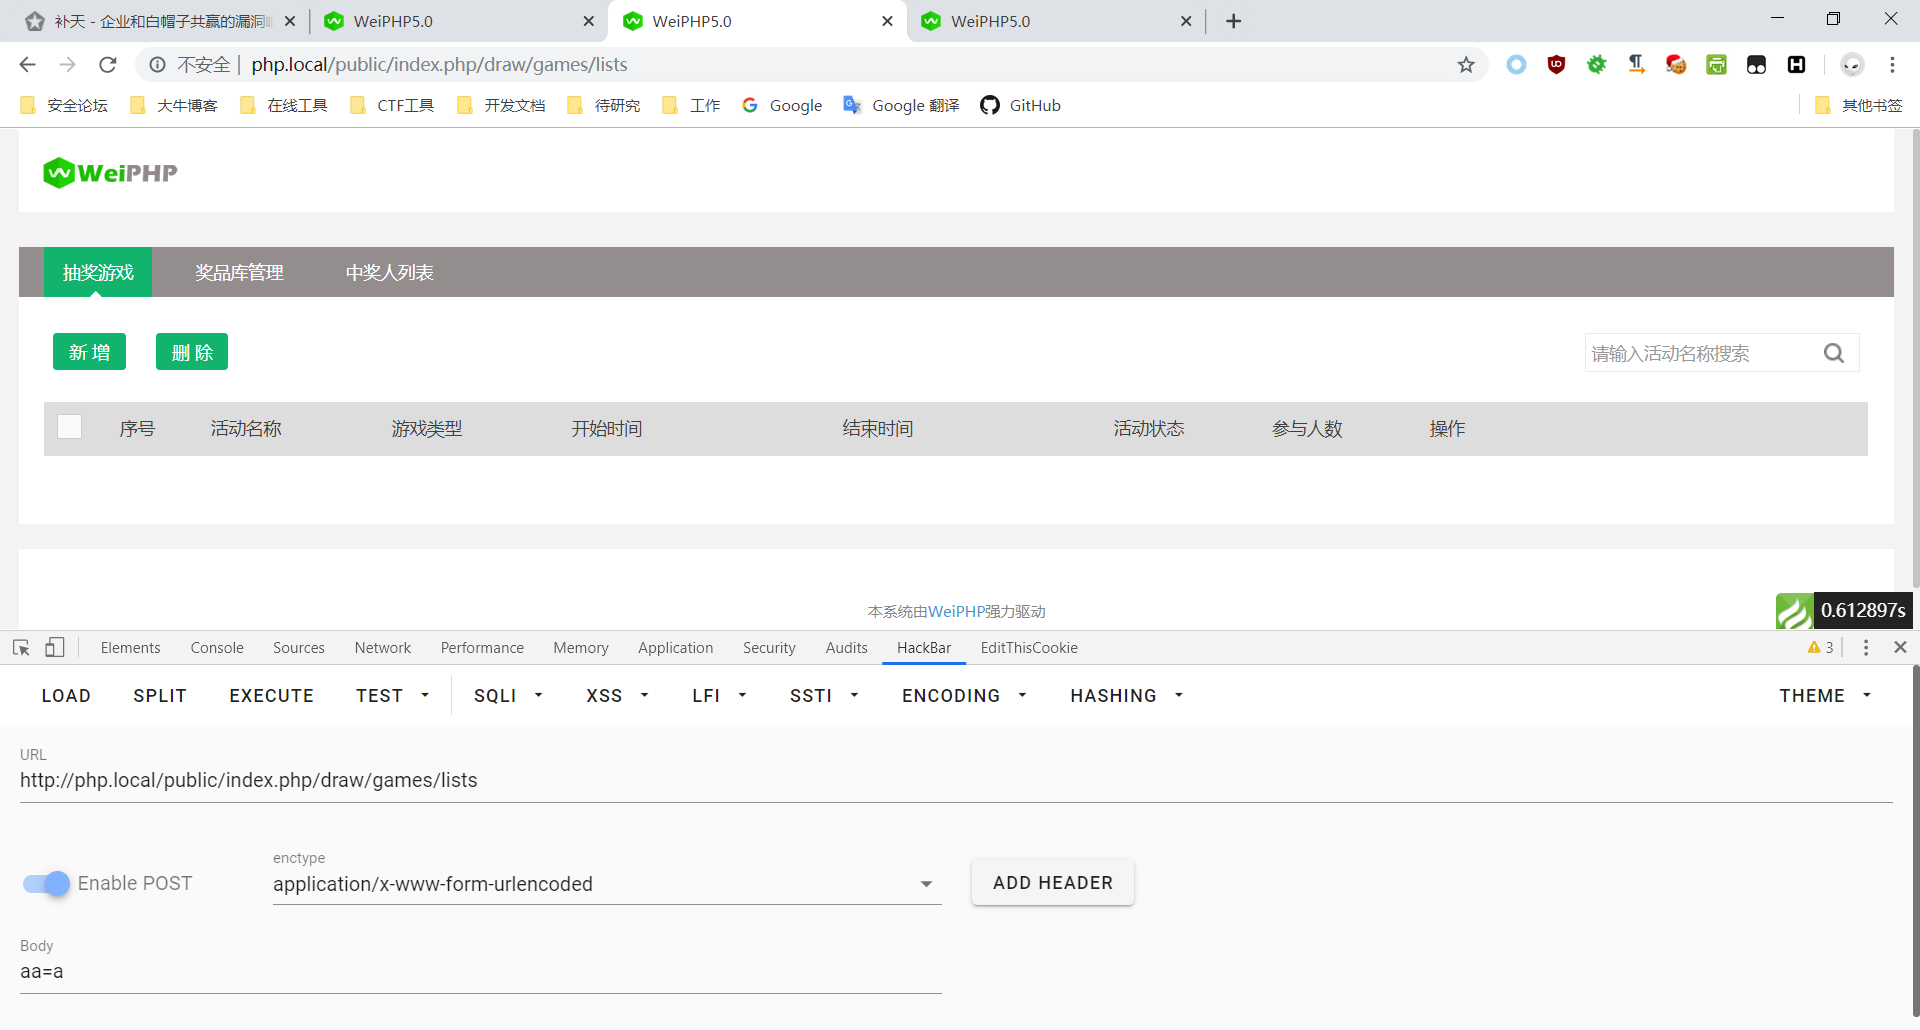 补天 - 企业和白帽子共赢的漏洞
WeiPHP5.0
WeiPHP5.0
WeiPHP5.0
不安全 | php.local/public/index.php/draw/games/lists
安全论坛 大牛博客 在线工具 CTF工具 开发文档 待研究 工作 Google Google 翻译 GitHub 其他书签
WeiPHP
抽奖游戏 奖品库管理 中奖人列表
新 增 删 除 请输入活动名称搜索
序号 活动名称 游戏类型 开始时间 结束时间 活动状态 参与人数 操作
本系统由WeiPHP强力驱动
0.612897s
Elements Console Sources Network Performance Memory Application Security Audits HackBar EditThisCookie 3
LOAD SPLIT EXECUTE TEST SQLI XSS LFI SSTI ENCODING HASHING THEME
URL
http://php.local/public/index.php/draw/games/lists
Enable POST
enctype
application/x-www-form-urlencoded
ADD HEADER
Body
aa=a